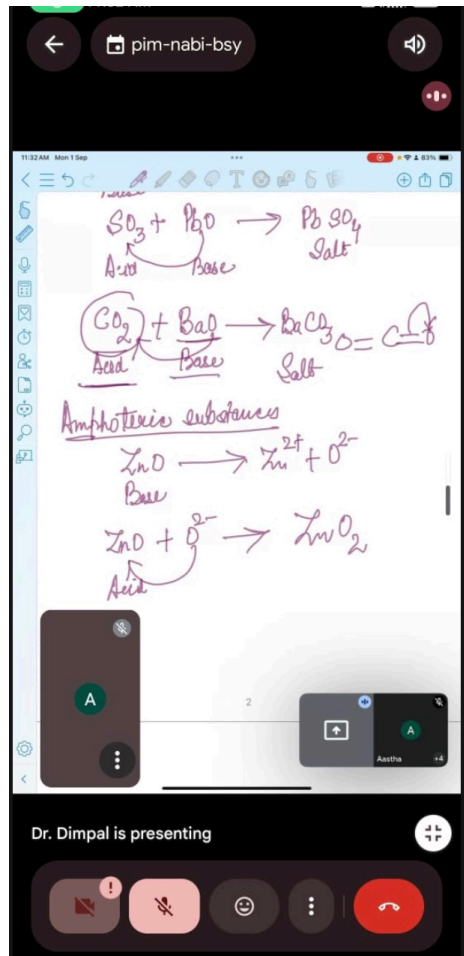 pim-nabi-bsy
11:32 AM Mon 1 Sep
83%
SO₃ + PbO → PbSO₄
Acid Base Salt
CO₂ + BaO → BaCO₃ O=C
Acid Base Salt
Amphoteric substances
ZnO → Zn²⁺ + O²⁻
Base
ZnO + O²⁻ → ZnO₂
Acid
A
2
A
Aastha +4
Dr. Dimpal is presenting